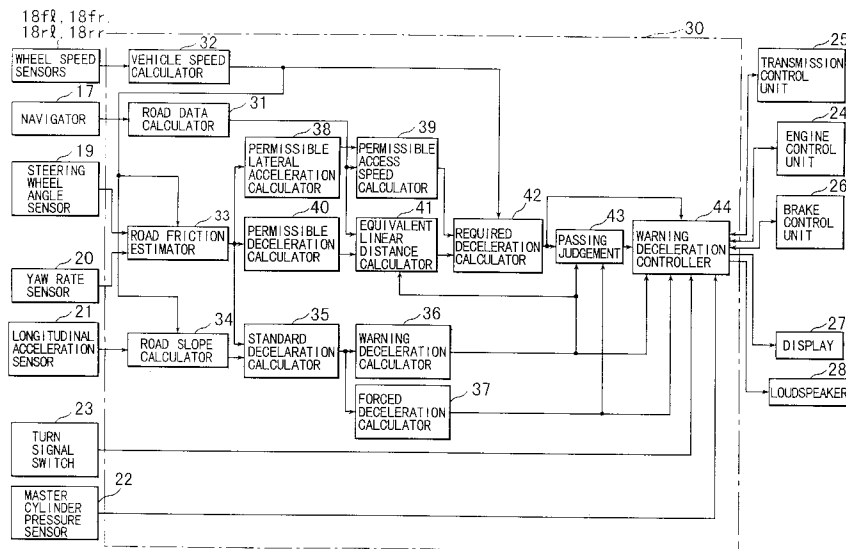 18fℓ, 18fr,
18rℓ, 18rr
WHEEL SPEED
SENSORS
32
VEHICLE SPEED
CALCULATOR
30
25
TRANSMISSION
CONTROL
UNIT
17
NAVIGATOR
31
ROAD DATA
CALCULATOR
38
PERMISSIBLE
LATERAL
ACCELERATION
CALCULATOR
39
PERMISSIBLE
ACCESS
SPEED
CALCULATOR
24
ENGINE
CONTROL
UNIT
19
STEERING
WHEEL
ANGLE
SENSOR
33
ROAD FRICTION
ESTIMATOR
40
PERMISSIBLE
DECELERATION
CALCULATOR
41
EQUIVALENT
LINEAR
DISTANCE
CALCULATOR
42
REQUIRED
DECELERATION
CALCULATOR
43
PASSING
JUDGEMENT
44
WARNING
DECELERATION
CONTROLLER
26
BRAKE
CONTROL
UNIT
20
YAW RATE
SENSOR
21
LONGITUDINAL
ACCELERATION
SENSOR
34
ROAD SLOPE
CALCULATOR
35
STANDARD
DECELARATION
CALCULATOR
36
WARNING
DECELERATION
CALCULATOR
27
DISPLAY
37
FORCED
DECELERATION
CALCULATOR
28
LOUDSPEAKER
23
TURN
SIGNAL
SWITCH
22
MASTER
CYLINDER
PRESSURE
SENSOR